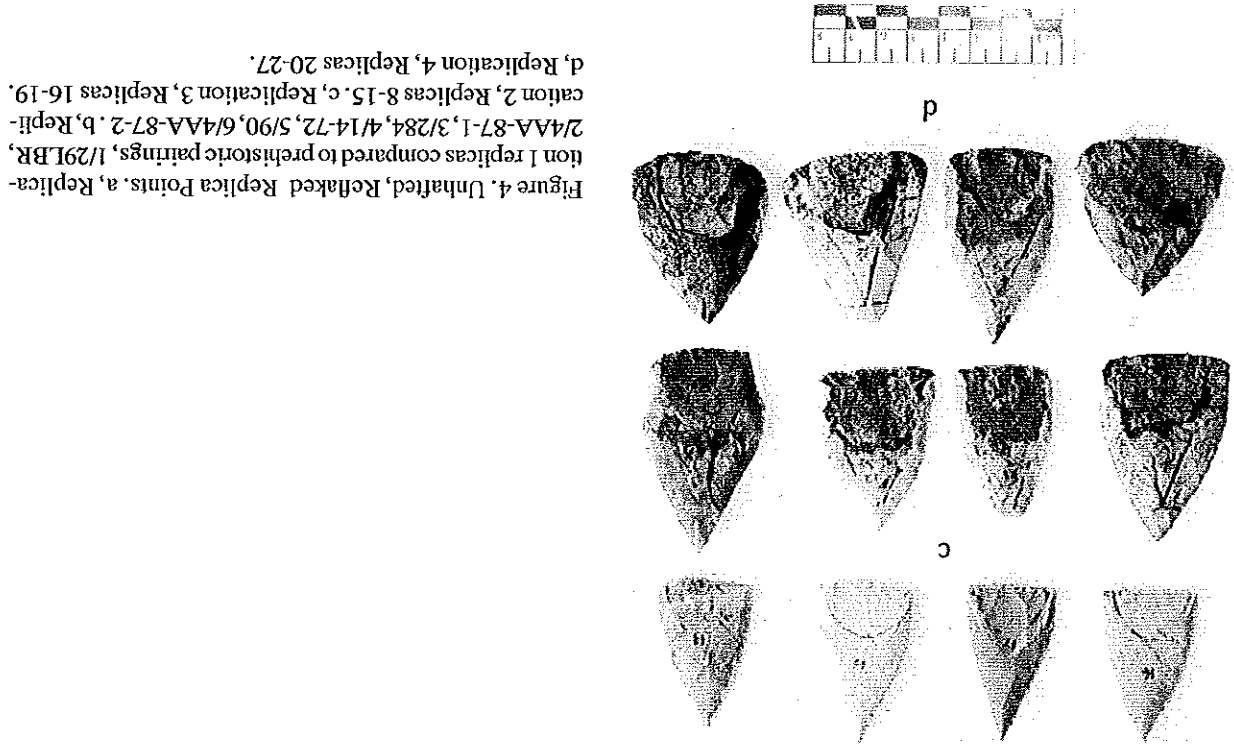 Figure 4. Unhafted, Reflaked Replica Points. a, Replica-
tion 1 replicas compared to prehistoric pairings, 1/29LBR,
2/4AA-87-1, 3/284, 4/14-72, 5/90, 6/4AA-87-2. b, Repli-
cation 2, Replicas 8-15. c, Replication 3, Replicas 16-19.
d, Replication 4, Replicas 20-27.
c
d